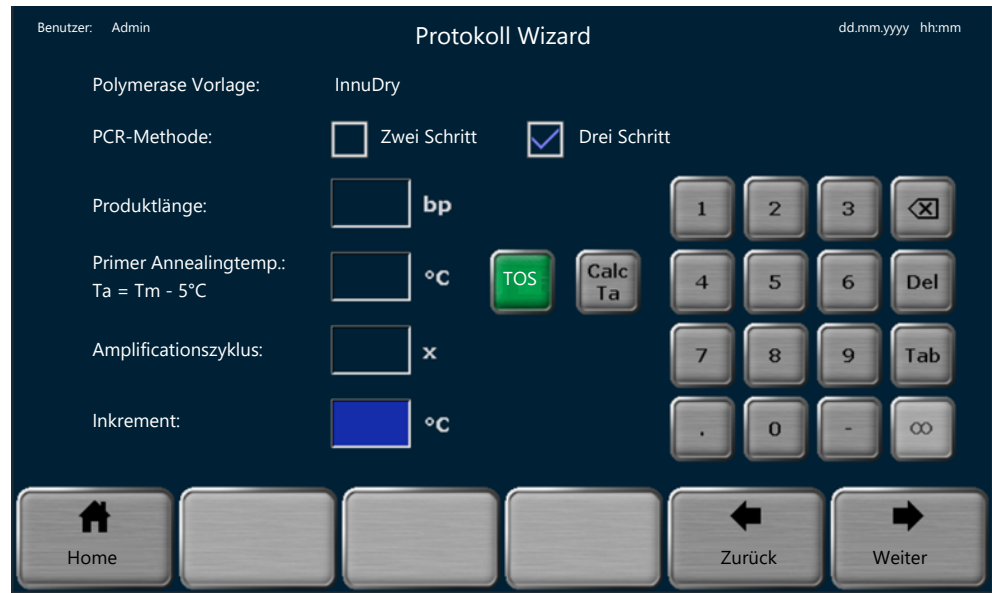 Benutzer: Admin
Protokoll Wizard
dd.mm.yyyy hh:mm
Polymerase Vorlage: InnuDry
PCR-Methode: Zwei Schritt Drei Schritt
Produktlänge: bp
1 2 3
Primer Annealingtemp.:
Ta = Tm - 5°C
°C
TOS
Calc
Ta
4 5 6 Del
Amplificationszyklus: x
7 8 9 Tab
Inkrement: °C
. 0 - ∞
Home
Zurück
Weiter